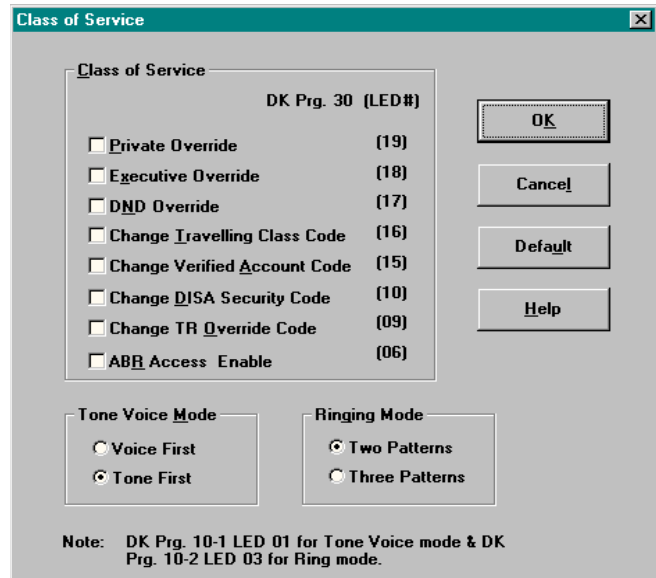 Class of Service
Class of Service
DK Prg. 30 (LED#)
Private Override (19)
Executive Override (18)
DND Override (17)
Change Travelling Class Code (16)
Change Verified Account Code (15)
Change DISA Security Code (10)
Change TR Override Code (09)
ABR Access Enable (06)
OK
Cancel
Default
Help
Tone Voice Mode
Voice First
Tone First
Ringing Mode
Two Patterns
Three Patterns
Note: DK Prg. 10-1 LED 01 for Tone Voice mode & DK
Prg. 10-2 LED 03 for Ring mode.